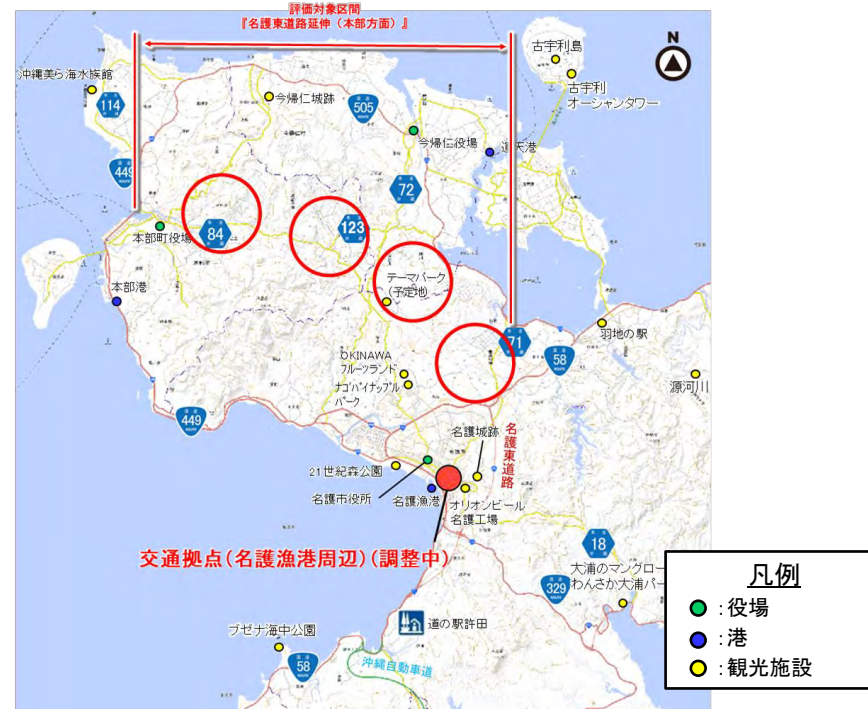 評価対象区間
『名護東道路延伸（本部方面）』
N
古宇利島
沖縄美ら海水族館
古宇利
オーシャンタワー
114
今帰仁城跡
505
今帰仁役場
運天港
449
72
84
123
本部町役場
テーマパーク
（予定地）
本部港
羽地の駅
71
58
OKINAWA
フルーツランド
源河川
ナゴパイナップル
パーク
449
名護城跡
名護東道路
21世紀森公園
名護市役所
名護漁港
オリオンビール
名護工場
18
交通拠点(名護漁港周辺)(調整中)
大浦のマングロー
わんさか大浦パー
329
凡例
:役場
:港
:観光施設
道の駅許田
ブセナ海中公園
58
沖縄自動車道